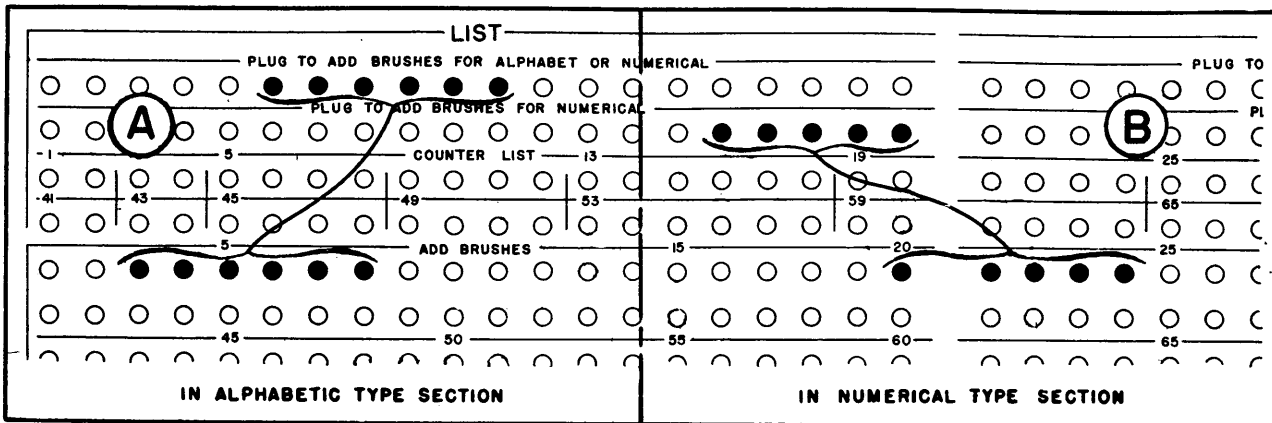 LIST
PLUG TO ADD BRUSHES FOR ALPHABET OR NUMERICAL PLUG TO
A PLUG TO ADD BRUSHES FOR NUMERICAL B
1 5 COUNTER LIST 13 19 25
41 43 45 49 53 59 65
5 ADD BRUSHES 15 20 25
45 50 55 60 65
IN ALPHABETIC TYPE SECTION IN NUMERICAL TYPE SECTION